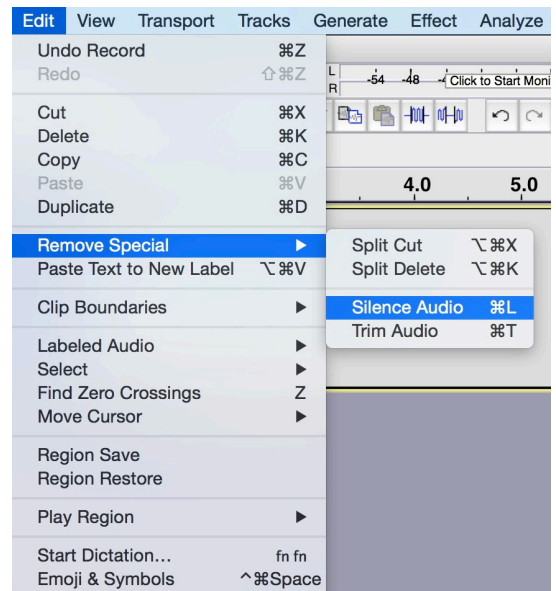 Edit View Transport Tracks Generate Effect Analyze
Undo Record ⌘Z
Redo ⇧⌘Z
L
R
-54 -48 Click to Start Moni
Cut ⌘X
Delete ⌘K
Copy ⌘C
Paste ⌘V
Duplicate ⌘D
4.0 5.0
Remove Special ▶
Split Cut ⌥⌘X
Paste Text to New Label ⌥⌘V
Split Delete ⌥⌘K
Clip Boundaries ▶
Silence Audio ⌘L
Trim Audio ⌘T
Labeled Audio ▶
Select ▶
Find Zero Crossings Z
Move Cursor ▶
Region Save
Region Restore
Play Region ▶
Start Dictation... fn fn
Emoji & Symbols ^⌘Space